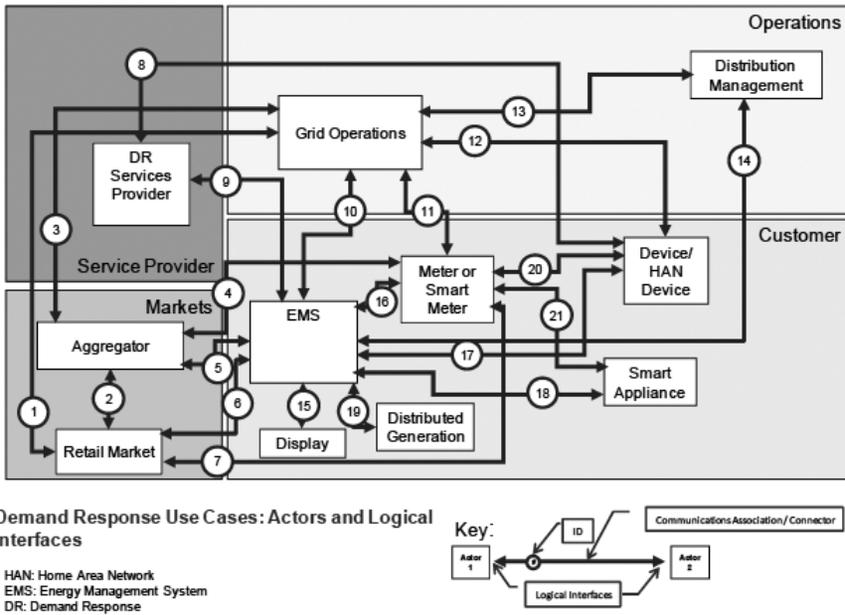 Operations
8
Distribution
Management
13
Grid Operations
12
DR
Services
Provider
14
9
10
11
3
Customer
Service Provider
Device/
HAN
Device
Meter or
Smart
Meter
20
4
Markets
16
EMS
21
Aggregator
17
5
Smart
Appliance
2
6
15
19
18
1
Distributed
Generation
Display
Retail Market
7
Demand Response Use Cases: Actors and Logical
Interfaces
HAN: Home Area Network
EMS: Energy Management System
DR: Demand Response
Key:
ID
Communications Association / Connector
Actor
1
Actor
2
Logical Interfaces